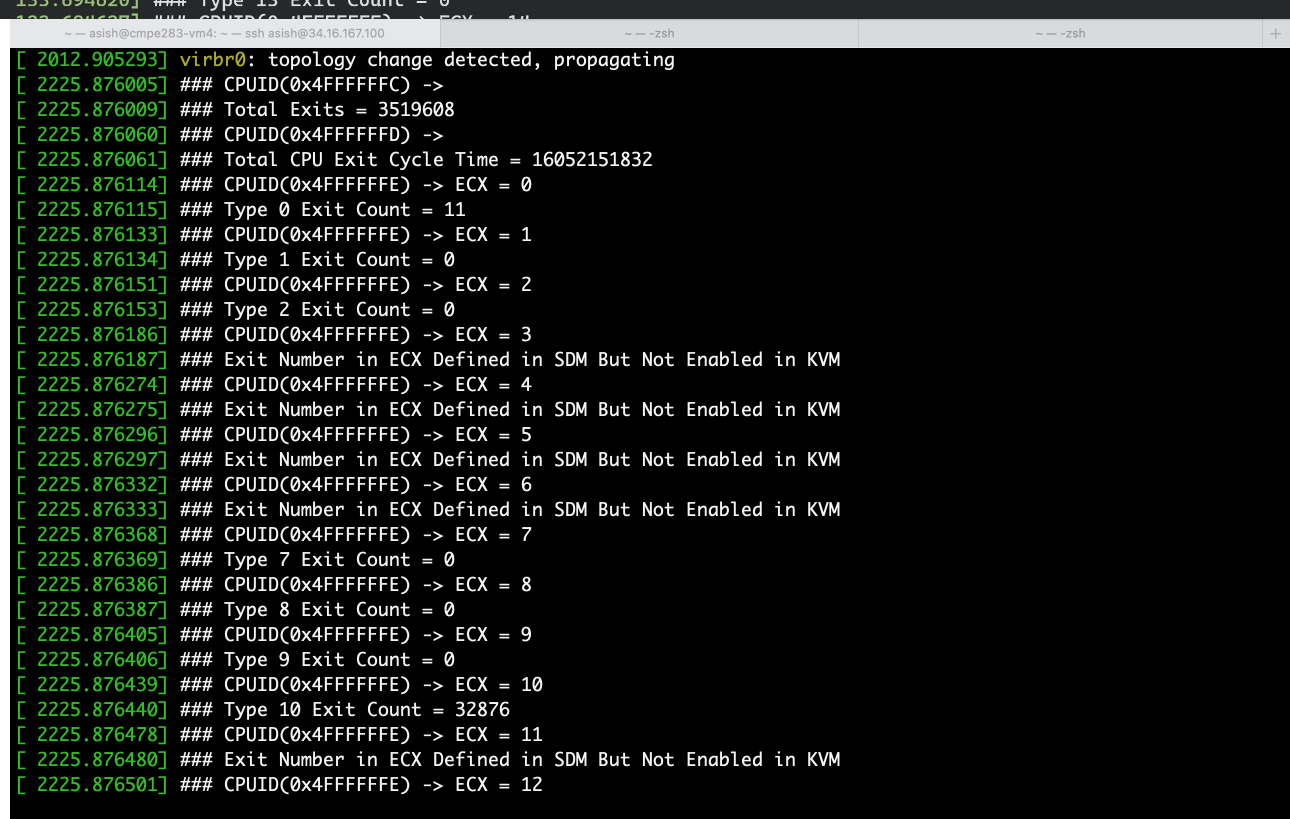 133.694620] ### Type 13 Exit Count = 0
~ — asish@cmpe283-vm4: ~ — ssh asish@34.16.167.100
~ — -zsh
~ — -zsh
+
[ 2012.905293] virbr0: topology change detected, propagating
[ 2225.876005] ### CPUID(0x4FFFFFFC) ->
[ 2225.876009] ### Total Exits = 3519608
[ 2225.876060] ### CPUID(0x4FFFFFFD) ->
[ 2225.876061] ### Total CPU Exit Cycle Time = 16052151832
[ 2225.876114] ### CPUID(0x4FFFFFFE) -> ECX = 0
[ 2225.876115] ### Type 0 Exit Count = 11
[ 2225.876133] ### CPUID(0x4FFFFFFE) -> ECX = 1
[ 2225.876134] ### Type 1 Exit Count = 0
[ 2225.876151] ### CPUID(0x4FFFFFFE) -> ECX = 2
[ 2225.876153] ### Type 2 Exit Count = 0
[ 2225.876186] ### CPUID(0x4FFFFFFE) -> ECX = 3
[ 2225.876187] ### Exit Number in ECX Defined in SDM But Not Enabled in KVM
[ 2225.876274] ### CPUID(0x4FFFFFFE) -> ECX = 4
[ 2225.876275] ### Exit Number in ECX Defined in SDM But Not Enabled in KVM
[ 2225.876296] ### CPUID(0x4FFFFFFE) -> ECX = 5
[ 2225.876297] ### Exit Number in ECX Defined in SDM But Not Enabled in KVM
[ 2225.876332] ### CPUID(0x4FFFFFFE) -> ECX = 6
[ 2225.876333] ### Exit Number in ECX Defined in SDM But Not Enabled in KVM
[ 2225.876368] ### CPUID(0x4FFFFFFE) -> ECX = 7
[ 2225.876369] ### Type 7 Exit Count = 0
[ 2225.876386] ### CPUID(0x4FFFFFFE) -> ECX = 8
[ 2225.876387] ### Type 8 Exit Count = 0
[ 2225.876405] ### CPUID(0x4FFFFFFE) -> ECX = 9
[ 2225.876406] ### Type 9 Exit Count = 0
[ 2225.876439] ### CPUID(0x4FFFFFFE) -> ECX = 10
[ 2225.876440] ### Type 10 Exit Count = 32876
[ 2225.876478] ### CPUID(0x4FFFFFFE) -> ECX = 11
[ 2225.876480] ### Exit Number in ECX Defined in SDM But Not Enabled in KVM
[ 2225.876501] ### CPUID(0x4FFFFFFE) -> ECX = 12